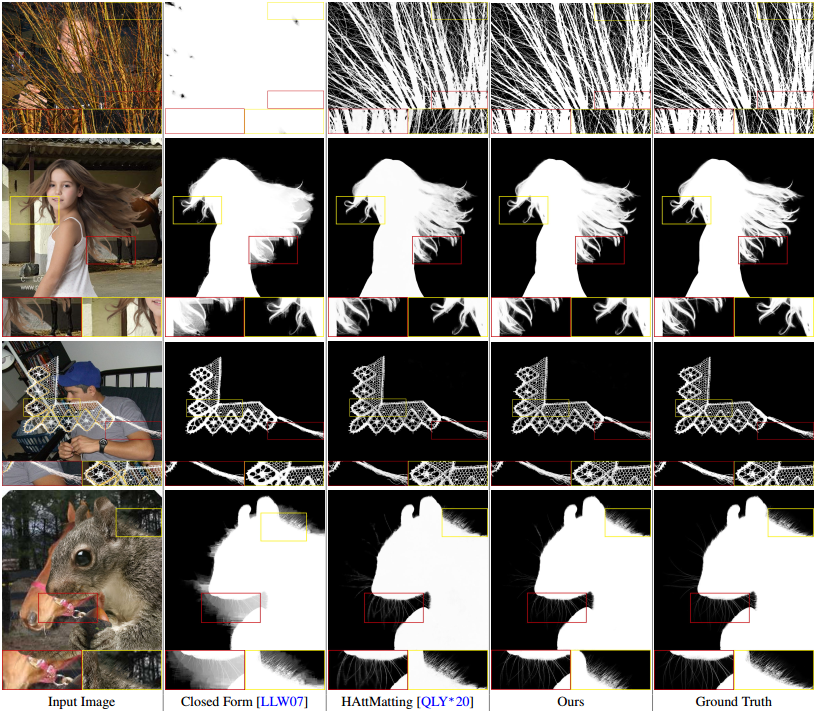 Input Image
Closed Form [LLW07]
HAttMatting [QLY*20]
Ours
Ground Truth